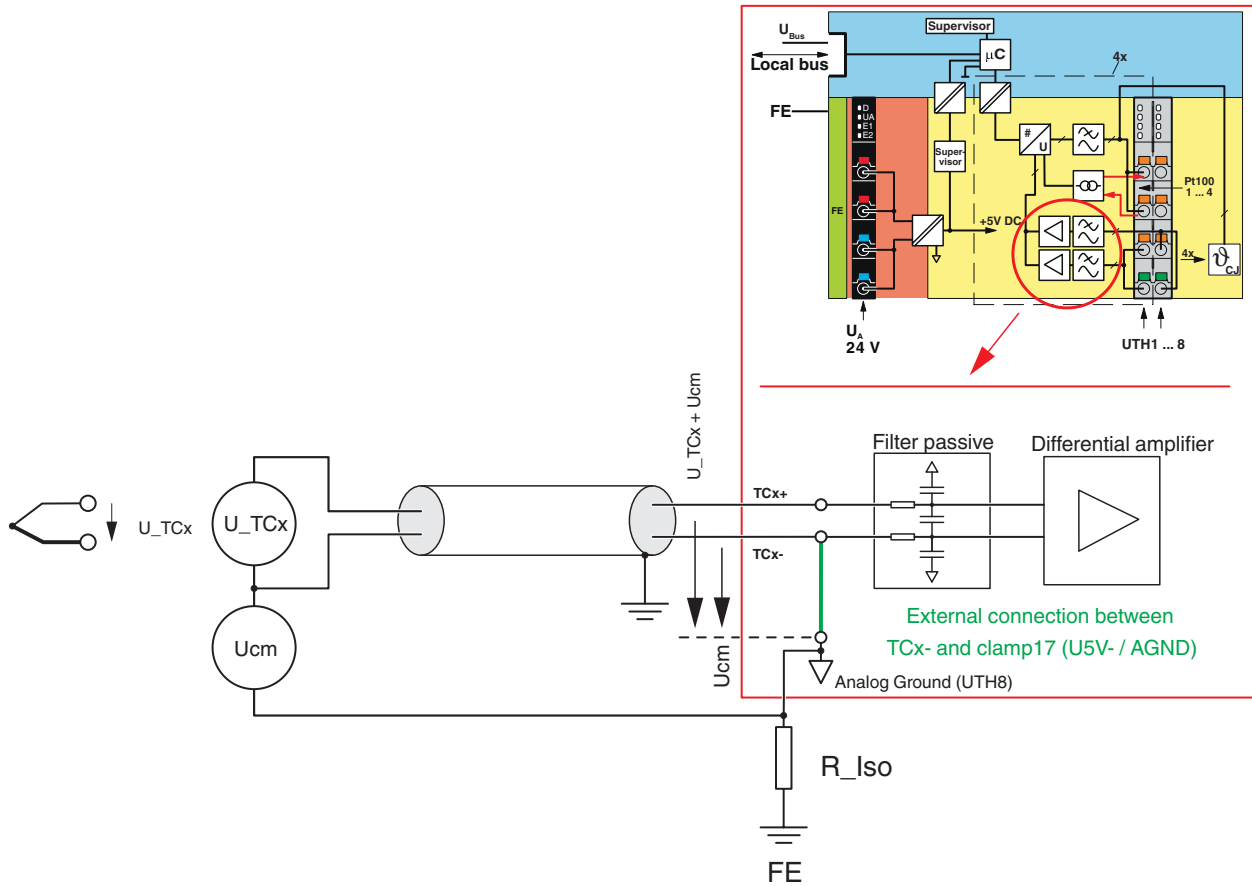 Supervisor
U Bus
Local bus
µC
4x
FE
D
UA
E1
E2
FE
Super-
visor
#
U
Pt100
1 ... 4
+5V DC
4x
ϑ CJ
U A
24 V
UTH1 ... 8
U_TCx + Ucm
Filter passive
Differential amplifier
TCx+
U_TCx
U_TCx
TCx-
External connection between
TCx- and clamp17 (U5V- / AGND)
Ucm
Ucm
Analog Ground (UTH8)
R_Iso
FE